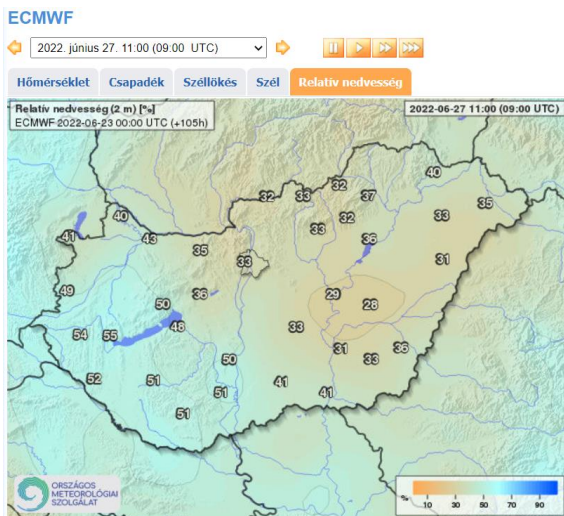 ECMWF
2022. június 27. 11:00 (09:00 UTC)
Hőmérséklet Csapadék Széllökés Szél Relatív nedvesség
Relatív nedvesség (2 m) [%]
ECMWF 2022-06-23 00:00 UTC (+105h)
2022-06-27 11:00 (09:00 UTC)
40
32 33 32 37
35
40 33 32 33
41 43 35 36
33 31
49 50 36 29 28
54 55 48 33
50 31 33 36
52 51 51 41 41
51
ORSZÁGOS
METEOROLÓGIAI
SZOLGÁLAT
% 10 30 50 70 90